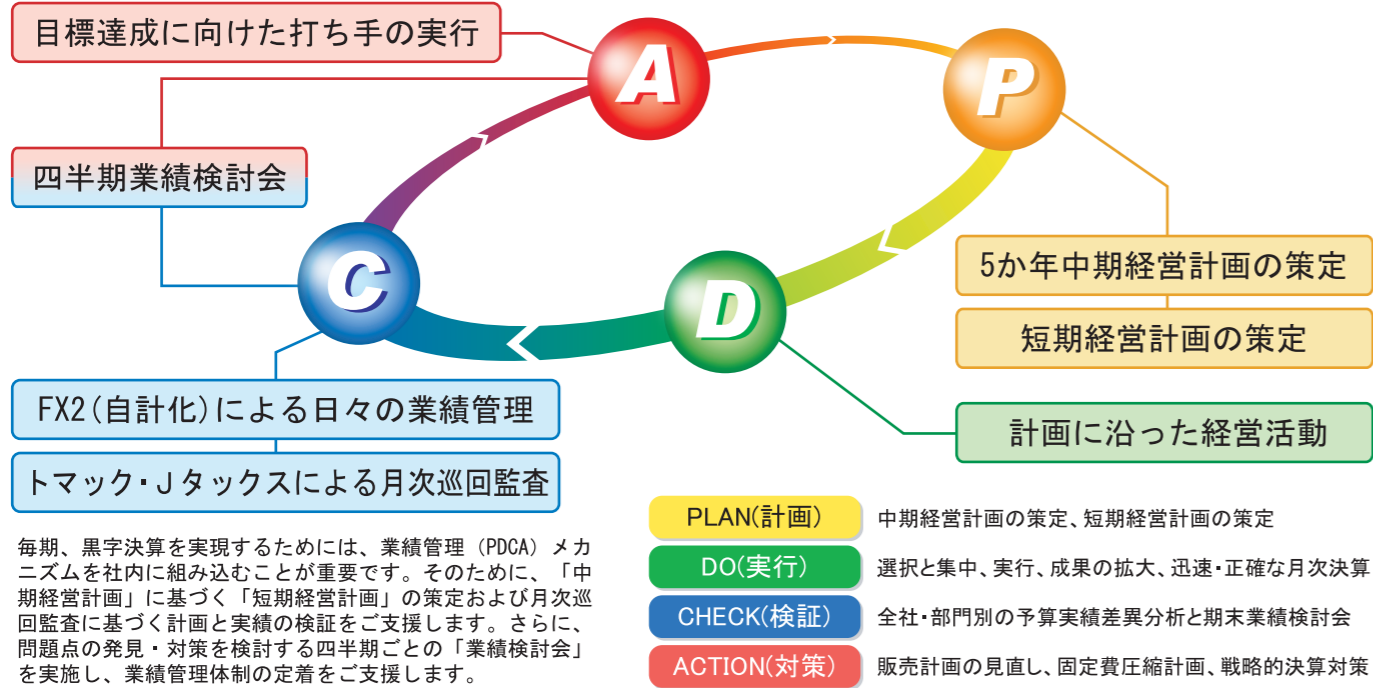 目標達成に向けた打ち手の実行
A
P
四半期業績検討会
C
D
5か年中期経営計画の策定
短期経営計画の策定
FX2(自計化)による日々の業績管理
トマック・Jタックスによる月次巡回監査
計画に沿った経営活動
毎期、黒字決算を実現するためには、業績管理（PDCA）メカ
ニズムを社内に組み込むことが重要です。そのために、「中
期経営計画」に基づく「短期経営計画」の策定および月次巡
回監査に基づく計画と実績の検証をご支援します。さらに、
問題点の発見・対策を検討する四半期ごとの「業績検討会」
を実施し、業績管理体制の定着をご支援します。
PLAN(計画) 中期経営計画の策定、短期経営計画の策定
DO(実行) 選択と集中、実行、成果の拡大、迅速・正確な月次決算
CHECK(検証) 全社・部門別の予算実績差異分析と期末業績検討会
ACTION(対策) 販売計画の見直し、固定費圧縮計画、戦略的決算対策